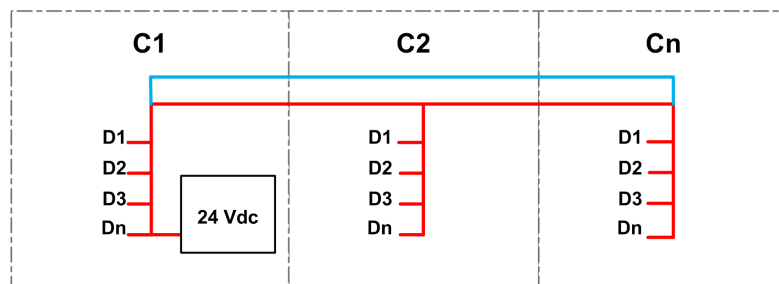 C1 C2 Cn
D1 D1 D1
D2 D2 D2
D3 D3 D3
Dn 24 Vdc Dn Dn